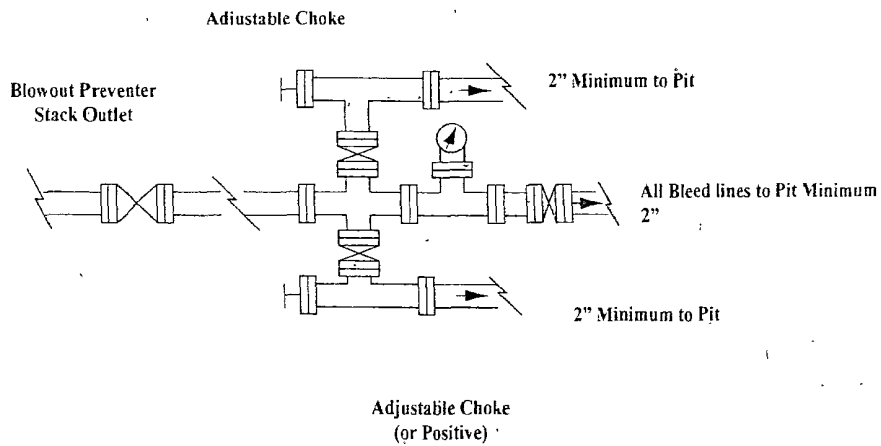 Adjustable Choke
2” Minimum to Pit
Blowout Preventer
Stack Outlet
All Bleed lines to Pit Minimum
2”
2” Minimum to Pit
Adjustable Choke
(or Positive)